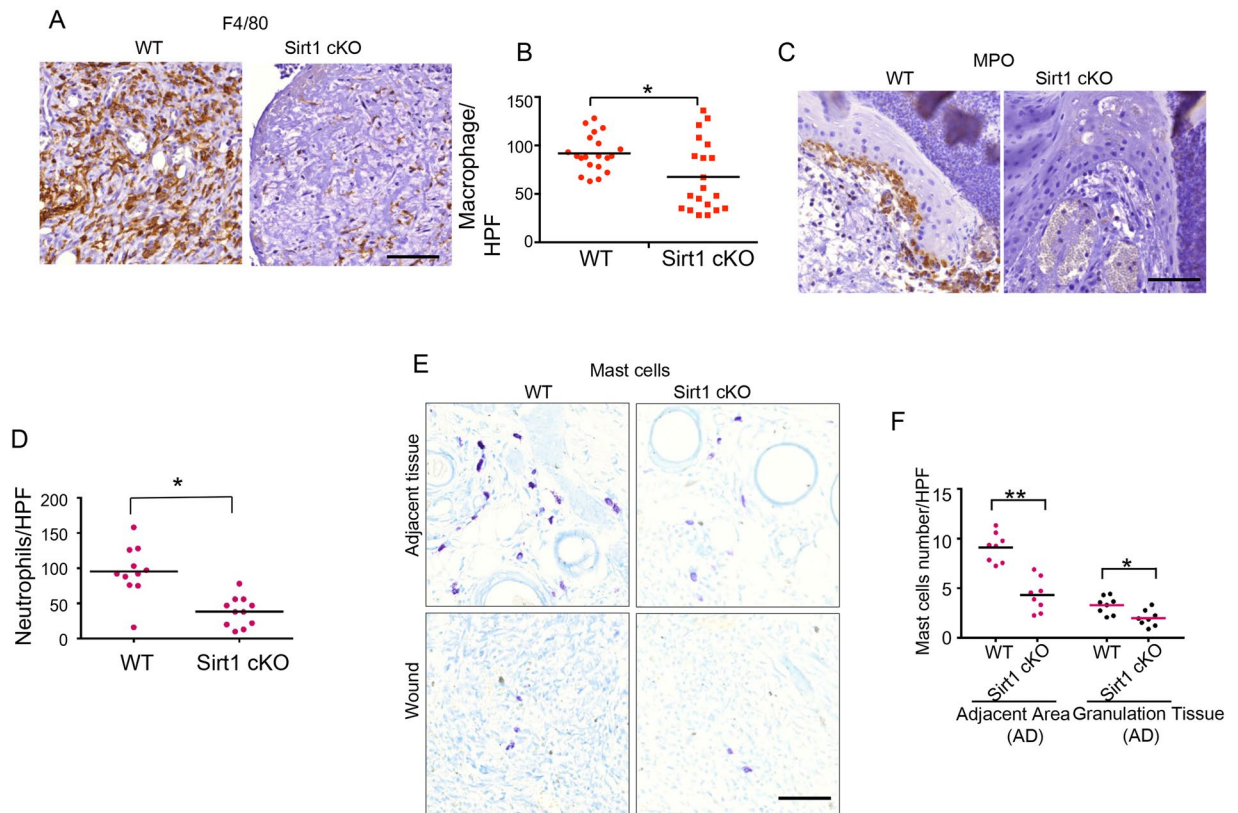 A
F4/80
WT
Sirt1 cKO
B
Macrophage/
HPF
150
100
50
0
*
WT
Sirt1 cKO
C
MPO
WT
Sirt1 cKO
D
Neutrophils/HPF
200
150
100
50
0
*
WT
Sirt1 cKO
E
Mast cells
WT
Sirt1 cKO
Adjacent tissue
Wound
F
Mast cells number/HPF
15
10
5
0
**
*
WT
Sirt1 cKO
WT
Sirt1 cKO
Adjacent Area
(AD)
Granulation Tissue
(AD)